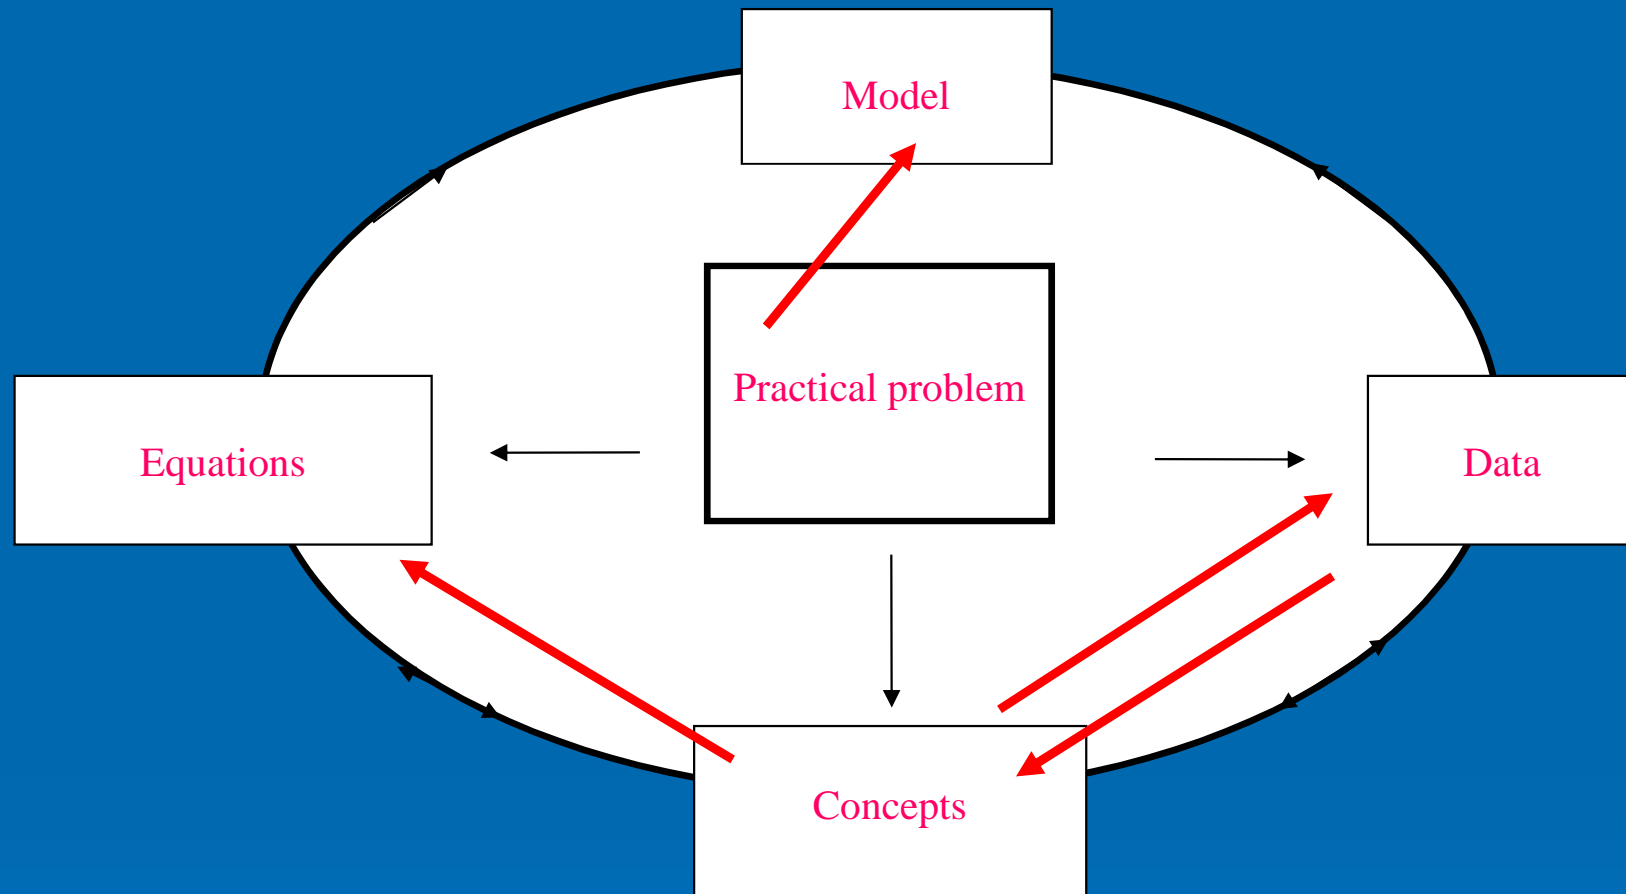 Model
Practical problem
Equations
Data
Concepts